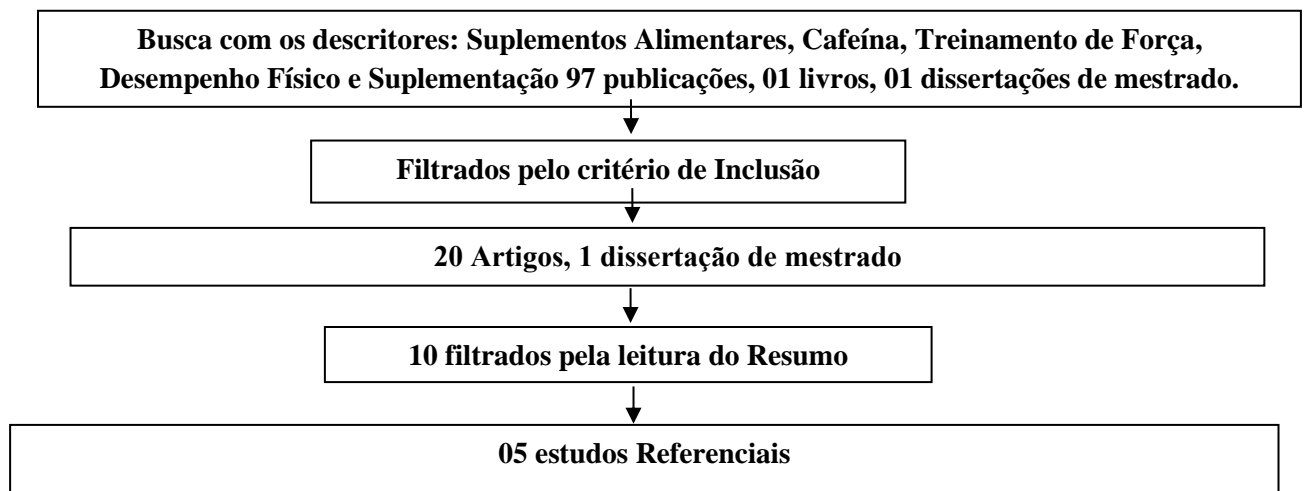 Busca com os descritores: Suplementos Alimentares, Cafeína, Treinamento de Força,
Desempenho Físico e Suplementação 97 publicações, 01 livros, 01 dissertações de mestrado.
Filtrados pelo critério de Inclusão
20 Artigos, 1 dissertação de mestrado
10 filtrados pela leitura do Resumo
05 estudos Referenciais